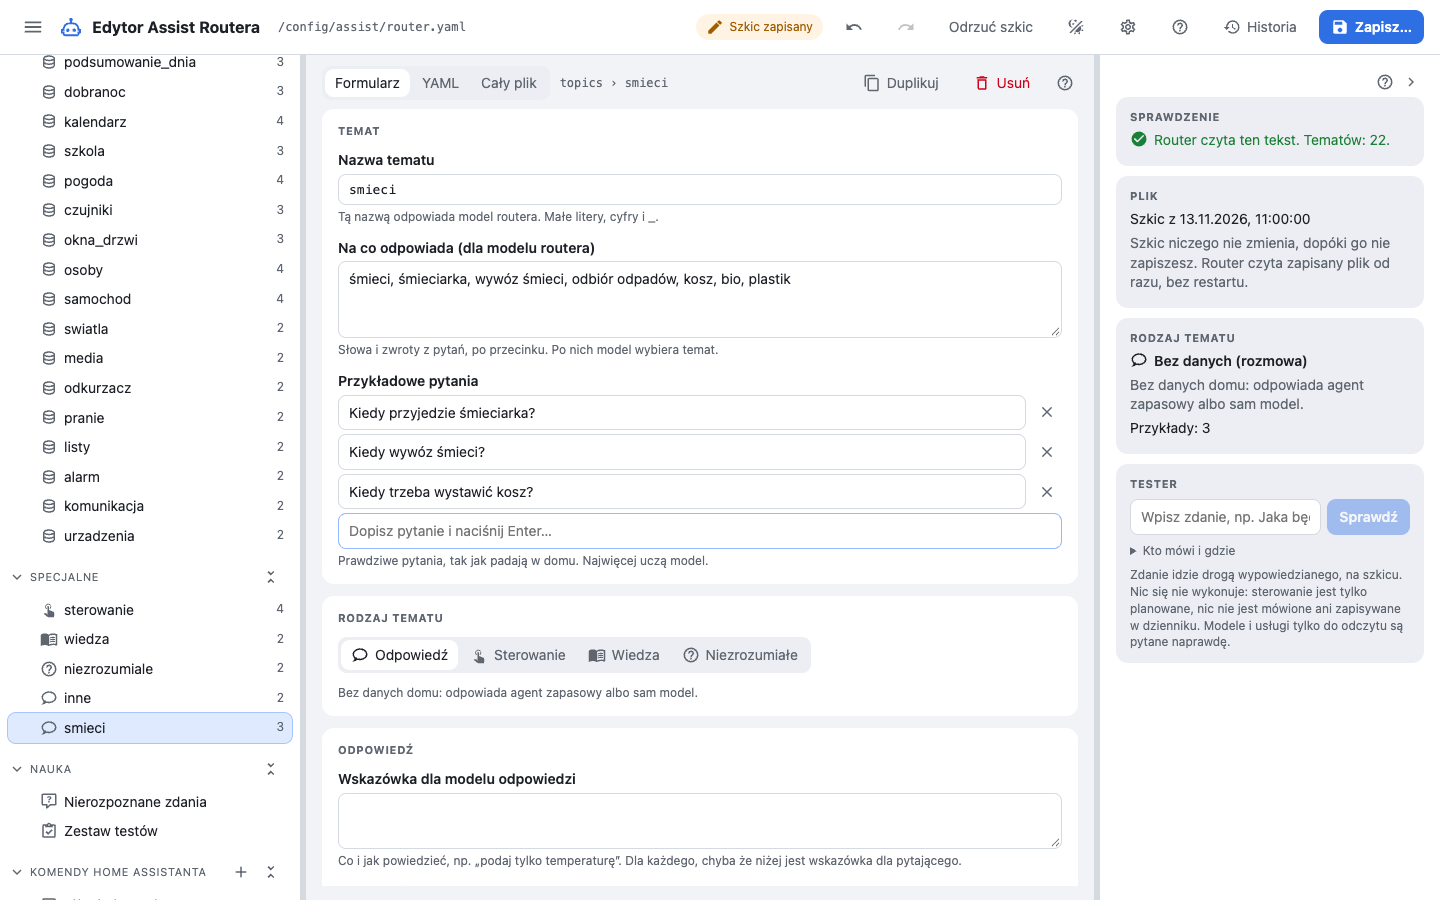 Edytor Assist Routera
/config/assist/router.yaml
Szkic zapisany
Odrzuć szkic
Historia
Zapisz...
podsumowanie_dnia 3
dobranoc 3
kalendarz 4
szkola 3
pogoda 4
czujniki 3
okna_drzwi 3
osoby 4
samochod 4
swiatla 2
media 2
odkurzacz 2
pranie 2
listy 2
alarm 2
komunikacja 2
urzadzenia 2
SPECJALNE
sterowanie 4
wiedza 2
niezrozumiale 2
inne 2
smieci 3
NAUKA
Nierozpoznane zdania
Zestaw testów
KOMENDY HOME ASSISTANTA
Formularz YAML Cały plik topics › smieci
Duplikuj
Usuń
TEMAT
Nazwa tematu
smieci
Tą nazwą odpowiada model routera. Małe litery, cyfry i _.
Na co odpowiada (dla modelu routera)
śmieci, śmieciarka, wywóz śmieci, odbiór odpadów, kosz, bio, plastik
Słowa i zwroty z pytań, po przecinku. Po nich model wybiera temat.
Przykładowe pytania
Kiedy przyjedzie śmieciarka?
Kiedy wywóz śmieci?
Kiedy trzeba wystawić kosz?
Dopisz pytanie i naciśnij Enter...
Prawdziwe pytania, tak jak padają w domu. Najwięcej uczą model.
RODZAJ TEMATU
Odpowiedź Sterowanie Wiedza Niezrozumiałe
Bez danych domu: odpowiada agent zapasowy albo sam model.
ODPOWIEDŹ
Wskazówka dla modelu odpowiedzi
Co i jak powiedzieć, np. „podaj tylko temperaturę”. Dla każdego, chyba że niżej jest wskazówka dla pytającego.
SPRAWDZENIE
Router czyta ten tekst. Tematów: 22.
PLIK
Szkic z 13.11.2026, 11:00:00
Szkic niczego nie zmienia, dopóki go nie
zapiszesz. Router czyta zapisany plik od
razu, bez restartu.
RODZAJ TEMATU
Bez danych (rozmowa)
Bez danych domu: odpowiada agent
zapasowy albo sam model.
Przykłady: 3
TESTER
Wpisz zdanie, np. Jaka bę
Sprawdź
Kto mówi i gdzie
Zdanie idzie drogą wypowiedzianego, na szkicu.
Nic się nie wykonuje: sterowanie jest tylko
planowane, nic nie jest mówione ani zapisywane
w dzienniku. Modele i usługi tylko do odczytu są
pytane naprawdę.